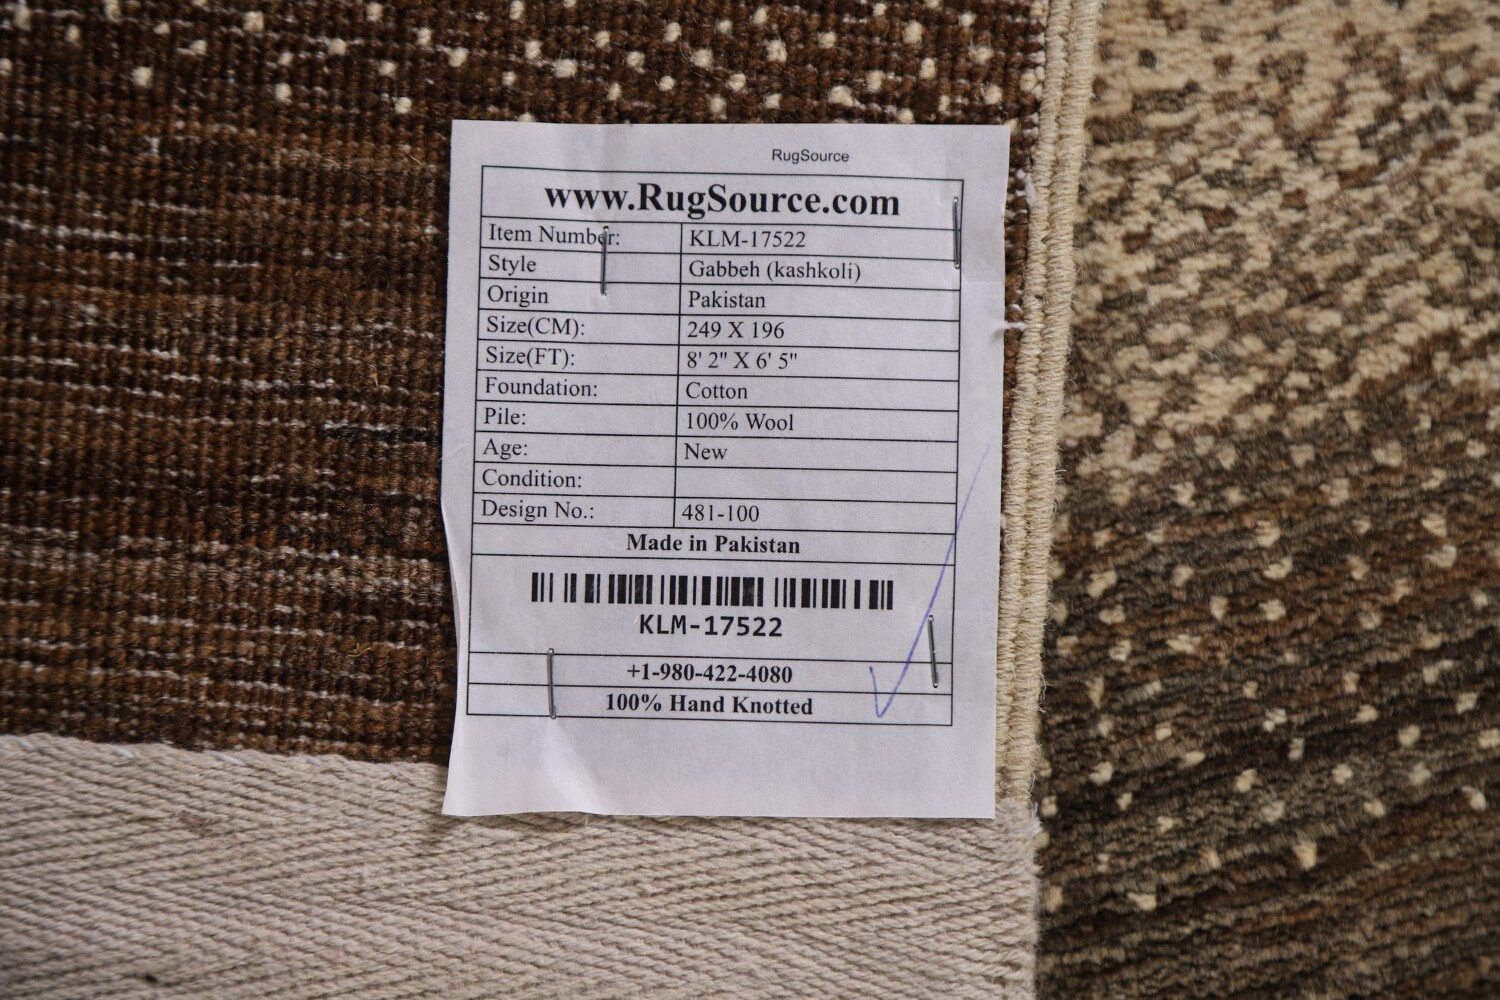 RugSource
www.RugSource.com
Item Number: KLM-17522
Style Gabbeh (kashkoli)
Origin Pakistan
Size(CM): 249 X 196
Size(FT): 8' 2" X 6' 5"
Foundation: Cotton
Pile: 100% Wool
Age: New
Condition:
Design No.: 481-100
Made in Pakistan
KLM-17522
+1-980-422-4080
100% Hand Knotted